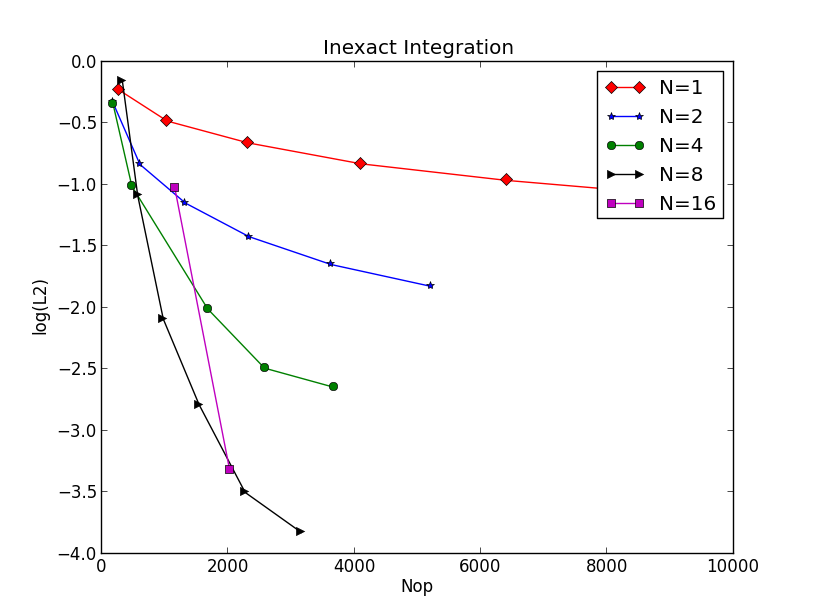 Inexact Integration
0.0
−0.5
−1.0
−1.5
−2.0
−2.5
−3.0
−3.5
−4.0
log(L2)
N=1
N=2
N=4
N=8
N=16
0 2000 4000 6000 8000 10000
Nop